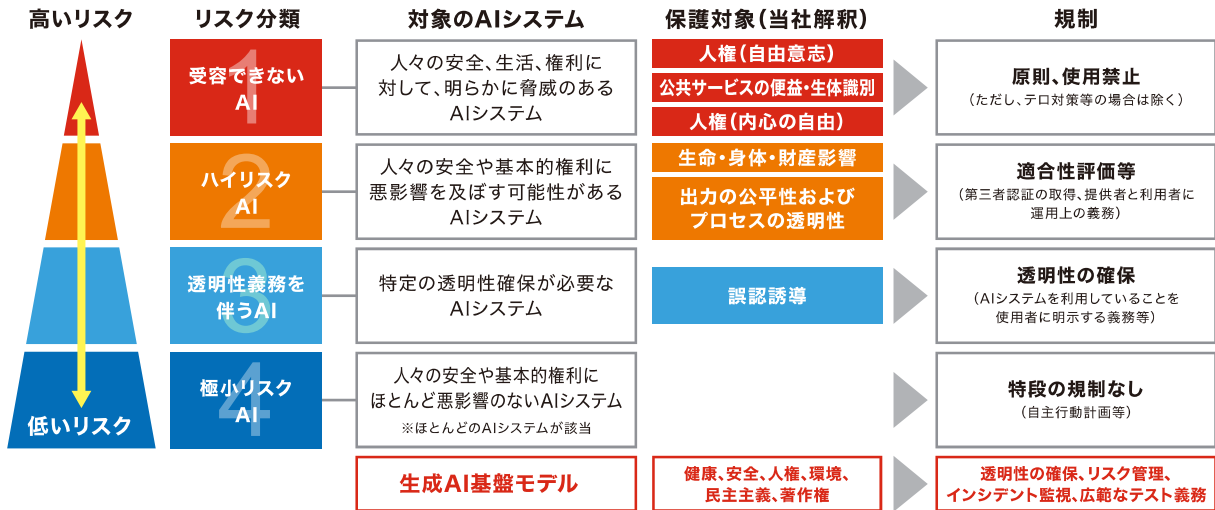 高いリスク
リスク分類
対象のAIシステム
保護対象（当社解釈）
規制
1
受容できない
AI
人々の安全、生活、権利に
対して、明らかに脅威のある
AIシステム
人権（自由意志）
公共サービスの便益・生体識別
人権（内心の自由）
原則、使用禁止
（ただし、テロ対策等の場合は除く）
2
ハイリスク
AI
人々の安全や基本的権利に
悪影響を及ぼす可能性がある
AIシステム
生命・身体・財産影響
出力の公平性および
プロセスの透明性
適合性評価等
（第三者認証の取得、提供者と利用者に
運用上の義務）
3
透明性義務を
伴うAI
特定の透明性確保が必要な
AIシステム
誤認誘導
透明性の確保
（AIシステムを利用していることを
使用者に明示する義務等）
4
極小リスク
AI
人々の安全や基本的権利に
ほとんど悪影響のないAIシステム
※ほとんどのAIシステムが該当
特段の規制なし
（自主行動計画等）
低いリスク
生成AI基盤モデル
健康、安全、人権、環境、
民主主義、著作権
透明性の確保、リスク管理、
インシデント監視、広範なテスト義務